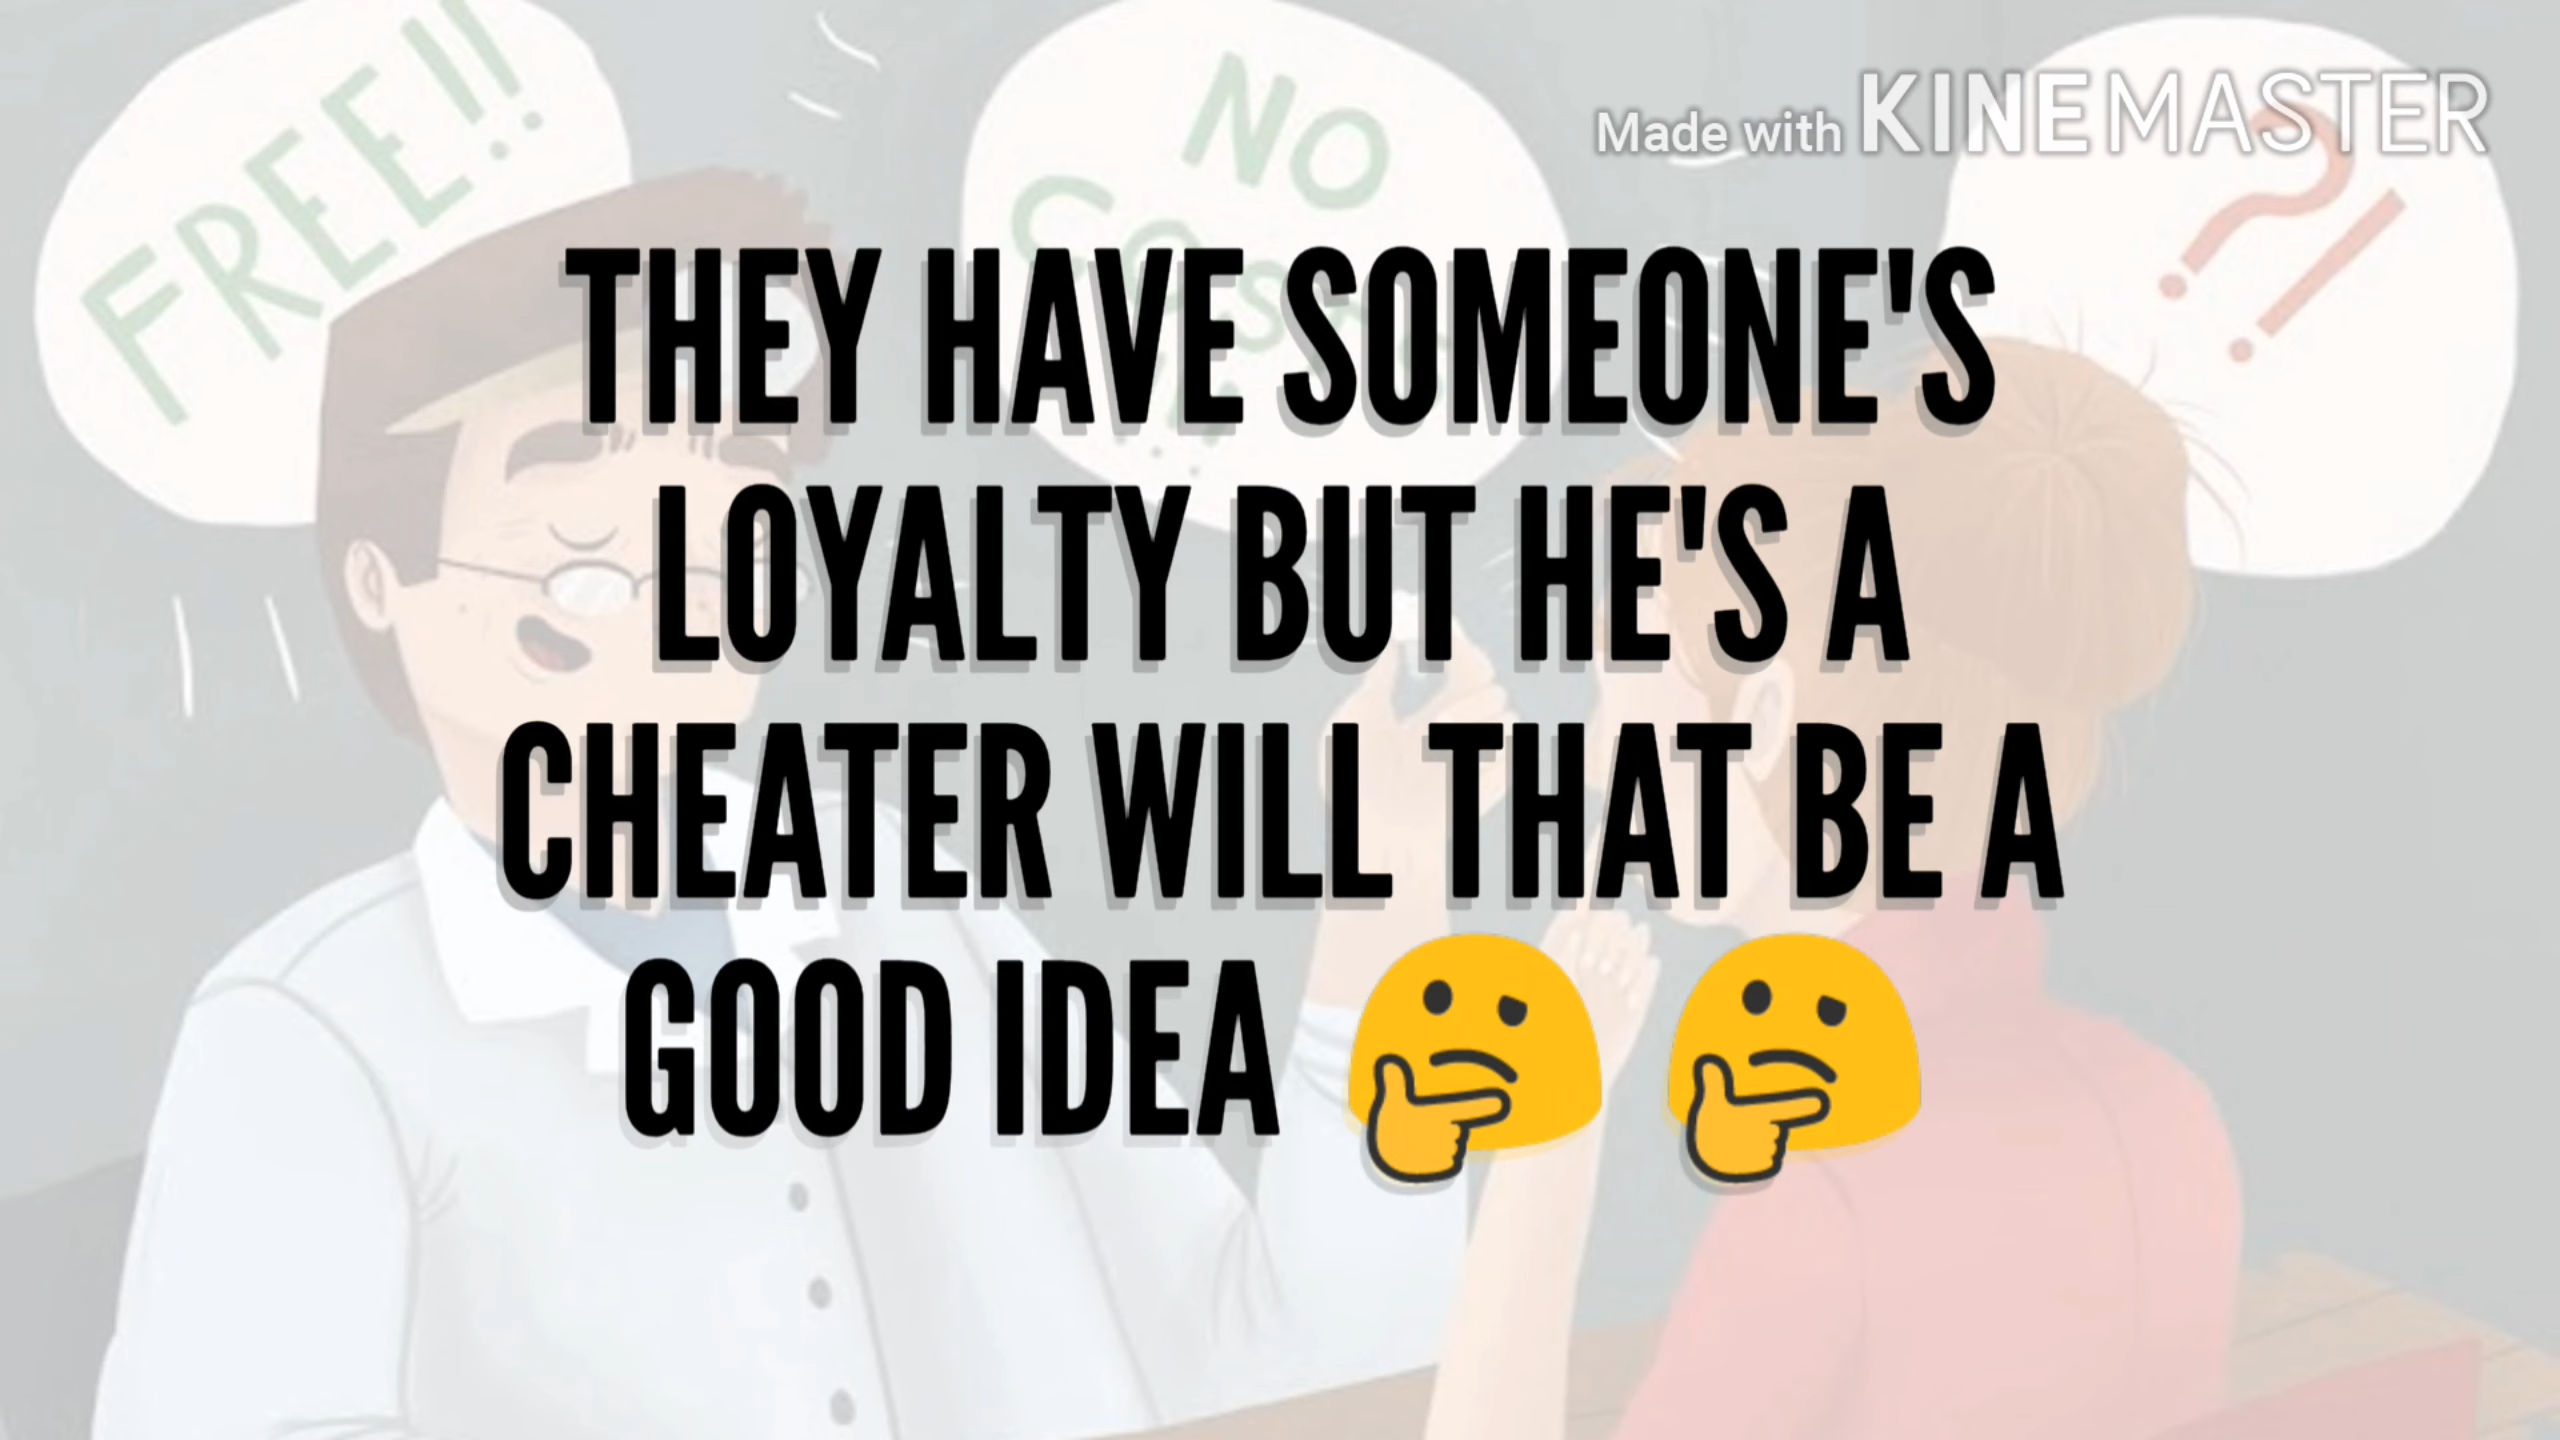 FREE!!
NO
Made with KINEMASTER
?!
THEY HAVE SOMEONE'S
LOYALTY BUT HE'S A
CHEATER WILL THAT BE A
GOOD IDEA 🤔 🤔